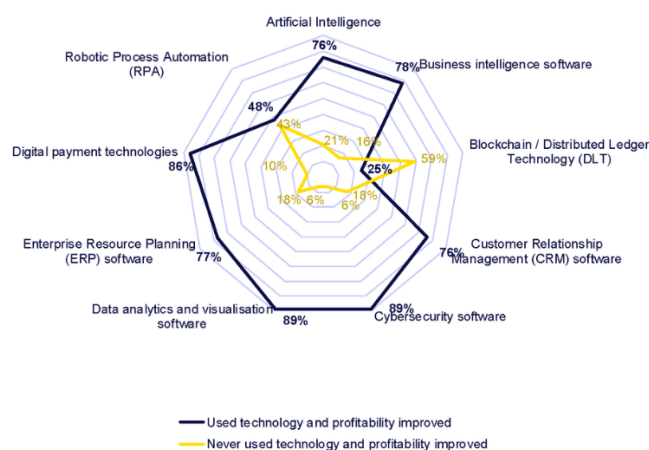 Artificial Intelligence
76%
Robotic Process Automation
(RPA)
78%
Business intelligence software
48%
43%
21%
16%
Digital payment technologies
86%
10%
59%
Blockchain / Distributed Ledger
Technology (DLT)
25%
18%
6%
18%
6%
Enterprise Resource Planning
(ERP) software
77%
Customer Relationship
Management (CRM) software
76%
Data analytics and visualisation
software
89%
89%
Cybersecurity software
Used technology and profitability improved
Never used technology and profitability improved